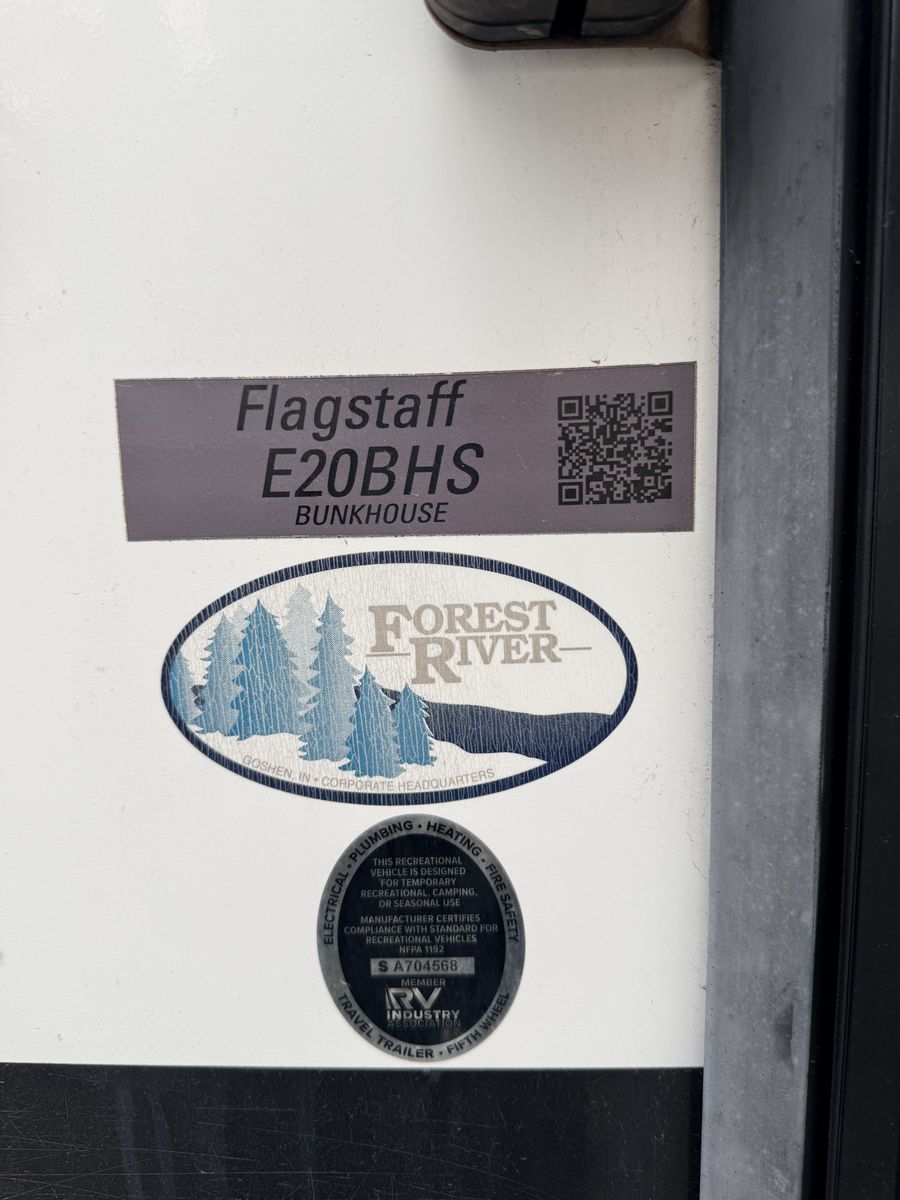 Flagstaff
E20BHS
BUNKHOUSE
FOREST
RIVER
GOSHEN, IN • CORPORATE HEADQUARTERS
ELECTRICAL • PLUMBING • HEATING • FIRE SAFETY
THIS RECREATIONAL
VEHICLE IS DESIGNED
FOR TEMPORARY
RECREATIONAL, CAMPING,
OR SEASONAL USE
MANUFACTURER CERTIFIES
COMPLIANCE WITH STANDARD FOR
RECREATIONAL VEHICLES
NFPA 1192
S A704568
MEMBER
RV
INDUSTRY
ASSOCIATION
TRAVEL TRAILER • FIFTH WHEEL